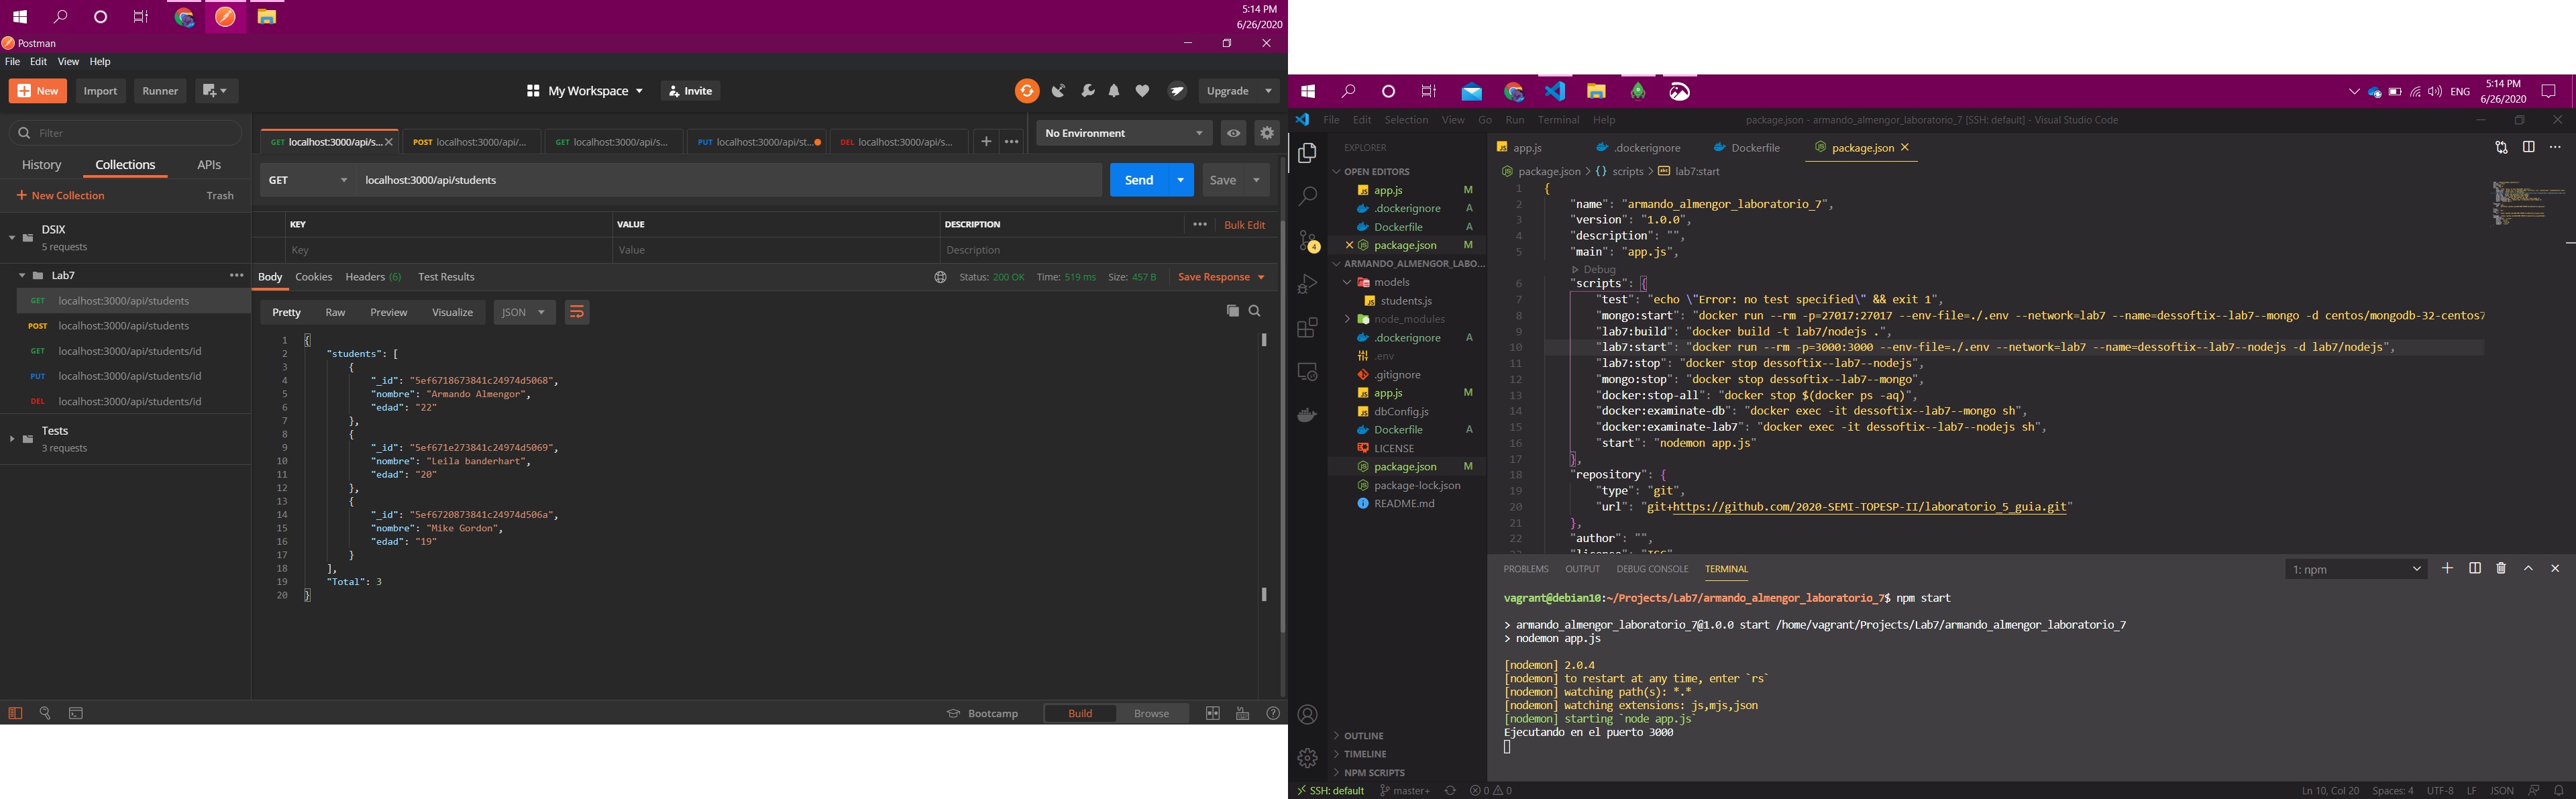 5:14 PM
6/26/2020
Postman
File Edit View Help
New Import Runner My Workspace Invite Upgrade
Filter
History Collections APIs
+ New Collection Trash
DSIX
5 requests
Lab7
GET localhost:3000/api/students
POST localhost:3000/api/students
GET localhost:3000/api/students/id
PUT localhost:3000/api/students/id
DEL localhost:3000/api/students/id
Tests
3 requests
GET localhost:3000/api/s... POST localhost:3000/api/... GET localhost:3000/api/s... PUT localhost:3000/api/st... DEL localhost:3000/api/s... No Environment
GET localhost:3000/api/students Send Save
KEY VALUE DESCRIPTION Bulk Edit
Key Value Description
Body Cookies Headers (6) Test Results Status: 200 OK Time: 519 ms Size: 457 B Save Response
Pretty Raw Preview Visualize JSON
1 {
2 "students": [
3 {
4 "_id": "5ef6718673841c24974d5068",
5 "nombre": "Armando Almengor",
6 "edad": "22"
7 },
8 {
9 "_id": "5ef671e273841c24974d5069",
10 "nombre": "Leila banderhart",
11 "edad": "20"
12 },
13 {
14 "_id": "5ef6720873841c24974d506a",
15 "nombre": "Mike Gordon",
16 "edad": "19"
17 }
18 ],
19 "Total": 3
20 }
Bootcamp Build Browse
ENG 5:14 PM
6/26/2020
File Edit Selection View Go Run Terminal Help package.json - armando_almengor_laboratorio_7 [SSH: default] - Visual Studio Code
EXPLORER
OPEN EDITORS
app.js M
.dockerignore A
Dockerfile A
package.json M
ARMANDO_ALMENGOR_LABO...
models
students.js
node_modules
.dockerignore A
.env
.gitignore
app.js M
dbConfig.js
Dockerfile A
LICENSE
package.json M
package-lock.json
README.md
OUTLINE
TIMELINE
NPM SCRIPTS
4
app.js .dockerignore Dockerfile package.json
package.json > {} scripts > lab7:start
1 {
2 "name": "armando_almengor_laboratorio_7",
3 "version": "1.0.0",
4 "description": "",
5 "main": "app.js",
Debug
6 "scripts": {
7 "test": "echo \"Error: no test specified\" && exit 1",
8 "mongo:start": "docker run --rm -p=27017:27017 --env-file=./.env --network=lab7 --name=dessoftix--lab7--mongo -d centos/mongodb-32-centos7
9 "lab7:build": "docker build -t lab7/nodejs .",
10 "lab7:start": "docker run --rm -p=3000:3000 --env-file=./.env --network=lab7 --name=dessoftix--lab7--nodejs -d lab7/nodejs",
11 "lab7:stop": "docker stop dessoftix--lab7--nodejs",
12 "mongo:stop": "docker stop dessoftix--lab7--mongo",
13 "docker:stop-all": "docker stop $(docker ps -aq)",
14 "docker:examinate-db": "docker exec -it dessoftix--lab7--mongo sh",
15 "docker:examinate-lab7": "docker exec -it dessoftix--lab7--nodejs sh",
16 "start": "nodemon app.js"
17 },
18 "repository": {
19 "type": "git",
20 "url": "git+https://github.com/2020-SEMI-TOPESP-II/laboratorio_5_guia.git"
21 },
22 "author": "",
"license": "ISC"
PROBLEMS OUTPUT DEBUG CONSOLE TERMINAL 1: npm
vagrant@debian10:~/Projects/Lab7/armando_almengor_laboratorio_7$ npm start
> armando_almengor_laboratorio_7@1.0.0 start /home/vagrant/Projects/Lab7/armando_almengor_laboratorio_7
> nodemon app.js
[nodemon] 2.0.4
[nodemon] to restart at any time, enter `rs`
[nodemon] watching path(s): *.*
[nodemon] watching extensions: js,mjs,json
[nodemon] starting `node app.js`
Ejecutando en el puerto 3000
SSH: default master+ 0 0 Ln 10, Col 20 Spaces: 4 UTF-8 LF JSON